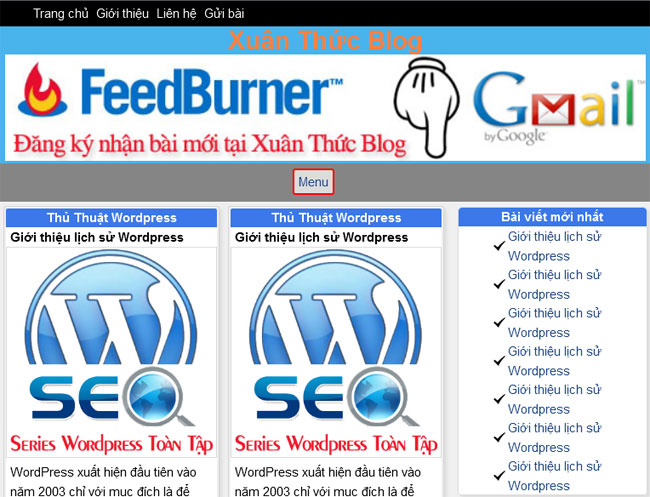 Trang chủ Giới thiệu Liên hệ Gửi bài
Xuân Thức Blog
FeedBurner™
Gmail™
by Google™
Đăng ký nhận bài mới tại Xuân Thức Blog
Menu
Thủ Thuật Wordpress
Giới thiệu lịch sử Wordpress
W
SEO
Series Wordpress Toàn Tập
WordPress xuất hiện đầu tiên vào
năm 2003 chỉ với mục đích là để
Thủ Thuật Wordpress
Giới thiệu lịch sử Wordpress
W
SEO
Series Wordpress Toàn Tập
WordPress xuất hiện đầu tiên vào
năm 2003 chỉ với mục đích là để
Bài viết mới nhất
Giới thiệu lịch sử
Wordpress
Giới thiệu lịch sử
Wordpress
Giới thiệu lịch sử
Wordpress
Giới thiệu lịch sử
Wordpress
Giới thiệu lịch sử
Wordpress
Giới thiệu lịch sử
Wordpress
Giới thiệu lịch sử
Wordpress